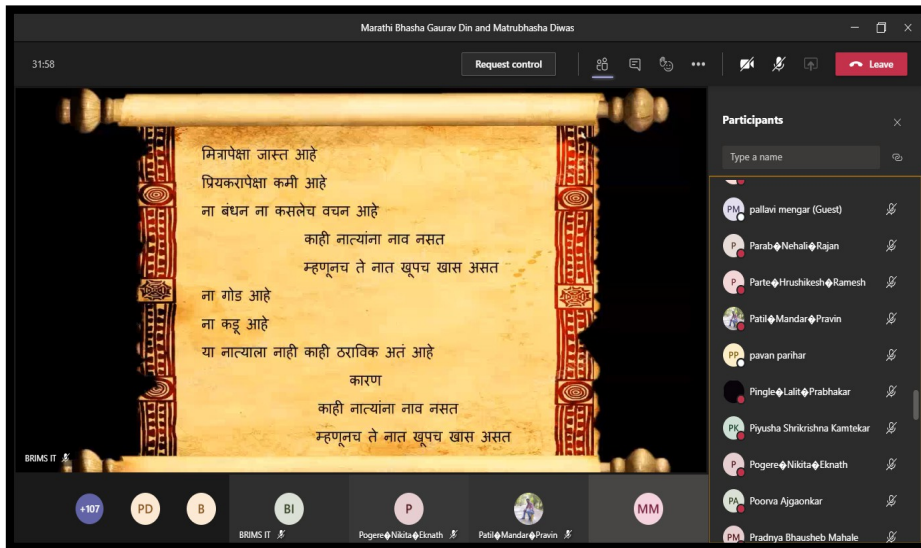 Marathi Bhasha Gaurav Din and Matrubhasha Diwas
31:58
Request control
Leave
मित्रापेक्षा जास्त आहे
प्रियकरापेक्षा कमी आहे
ना बंधन ना कसलेच वचन आहे
काही नात्यांना नाव नसत
म्हणूनच ते नात खूपच खास असत
ना गोड आहे
ना कडू आहे
या नात्याला नाही काही ठराविक अतं आहे
कारण
काही नात्यांना नाव नसत
म्हणूनच ते नात खूपच खास असत
BRIMS IT
+107
PD
B
BI
BRIMS IT
P
Pogere�Nikita�Eknath
Patil�Mandar�Pravin
MM
Participants
Type a name
PM pallavi mengar (Guest)
P Parab�Nehali�Rajan
P Parte�Hrushikesh�Ramesh
Patil�Mandar�Pravin
PP pavan parihar
Pingle�Lalit�Prabhakar
PK Piyusha Shrikrishna Kamtekar
P Pogere�Nikita�Eknath
PA Poorva Ajgaonkar
PM Pradnya Bhausheb Mahale